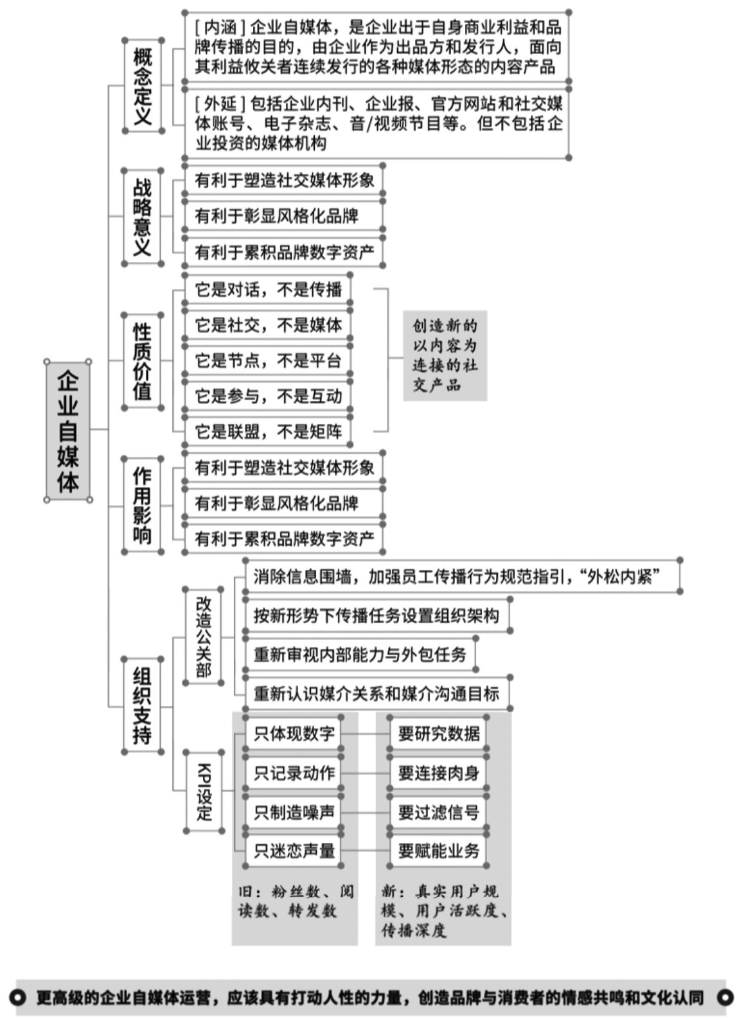 企业自媒体
概念定义
[ 内涵 ] 企业自媒体，是企业出于自身商业利益和品
牌传播的目的，由企业作为出品方和发行人，面向
其利益攸关者连续发行的各种媒体形态的内容产品
[ 外延 ] 包括企业内刊、企业报、官方网站和社交媒
体账号、电子杂志、音/视频节目等。但不包括企
业投资的媒体机构
战略意义
有利于塑造社交媒体形象
有利于彰显风格化品牌
有利于累积品牌数字资产
性质价值
它是对话，不是传播
它是社交，不是媒体
它是节点，不是平台
它是参与，不是互动
它是联盟，不是矩阵
创造新的
以内容为
连接的社
交产品
作用影响
有利于塑造社交媒体形象
有利于彰显风格化品牌
有利于累积品牌数字资产
组织支持
改造公关部
消除信息围墙，加强员工传播行为规范指引，“外松内紧”
按新形势下传播任务设置组织架构
重新审视内部能力与外包任务
重新认识媒介关系和媒介沟通目标
KPI设定
只体现数字
要研究数据
只记录动作
要连接肉身
只制造噪声
要过滤信号
只迷恋声量
要赋能业务
旧：粉丝数、阅
读数、转发数
新：真实用户规
模、用户活跃度、
传播深度
更高级的企业自媒体运营，应该具有打动人性的力量，创造品牌与消费者的情感共鸣和文化认同